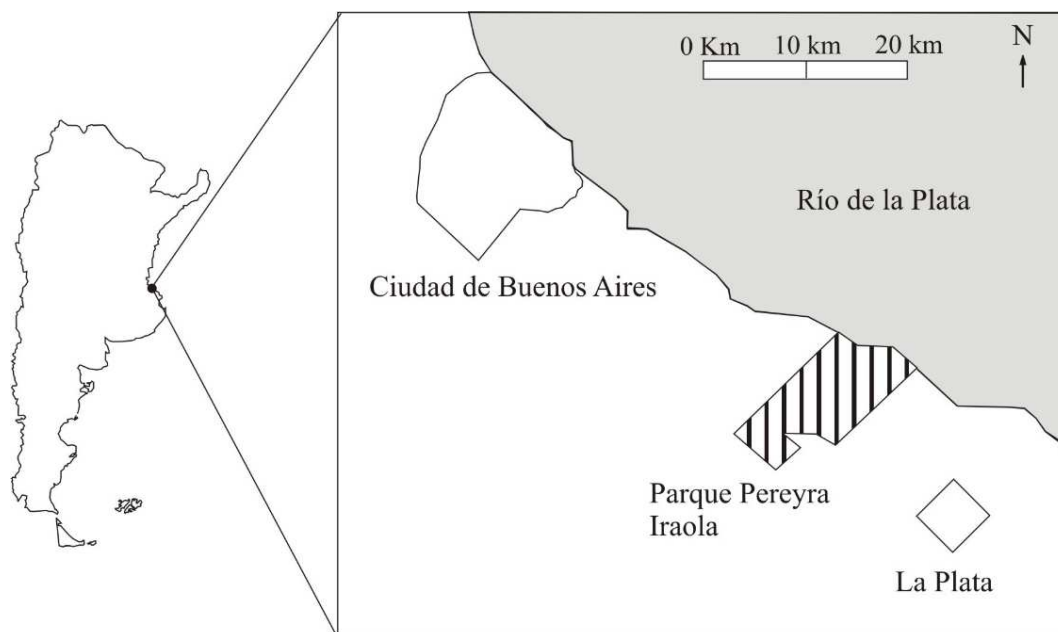 0 Km 10 km 20 km
N
Río de la Plata
Ciudad de Buenos Aires
Parque Pereyra
Iraola
La Plata